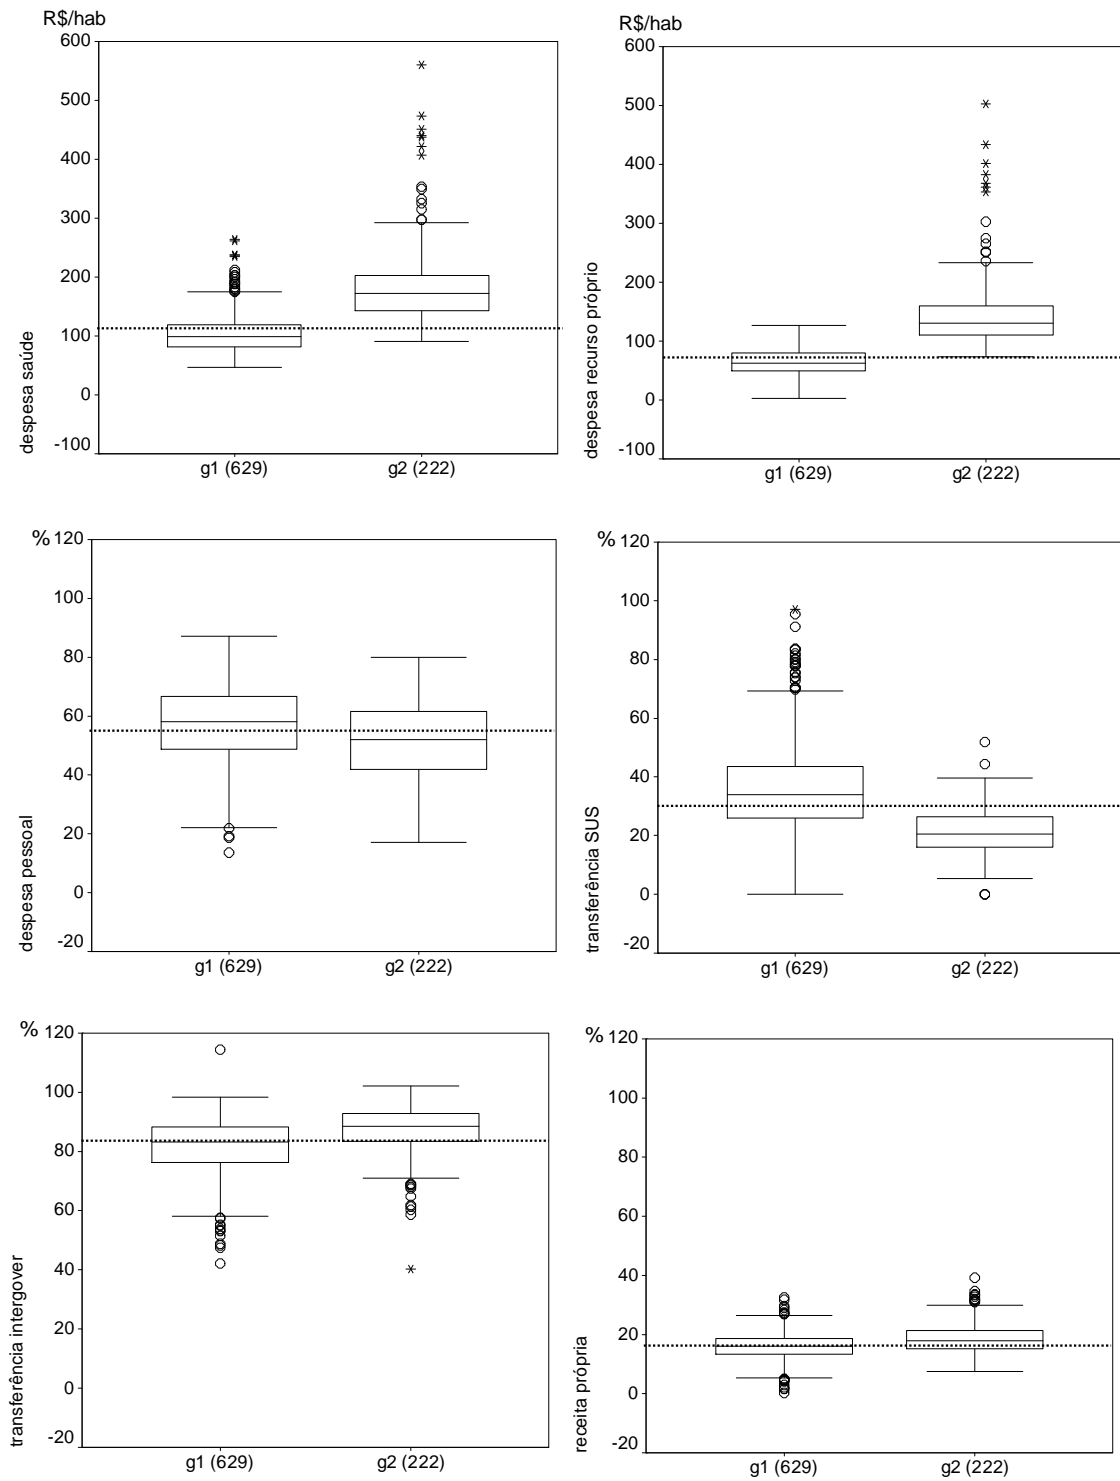 R$/hab
600
500
400
300
200
100
0
-100
despesa saúde
g1 (629)
g2 (222)
R$/hab
600
500
400
300
200
100
0
-100
despesa recurso próprio
g1 (629)
g2 (222)
% 120
100
80
60
40
20
0
-20
despesa pessoal
g1 (629)
g2 (222)
% 120
100
80
60
40
20
0
-20
transferência SUS
g1 (629)
g2 (222)
% 120
100
80
60
40
20
0
-20
transferência intergover
g1 (629)
g2 (222)
% 120
100
80
60
40
20
0
-20
receita própria
g1 (629)
g2 (222)